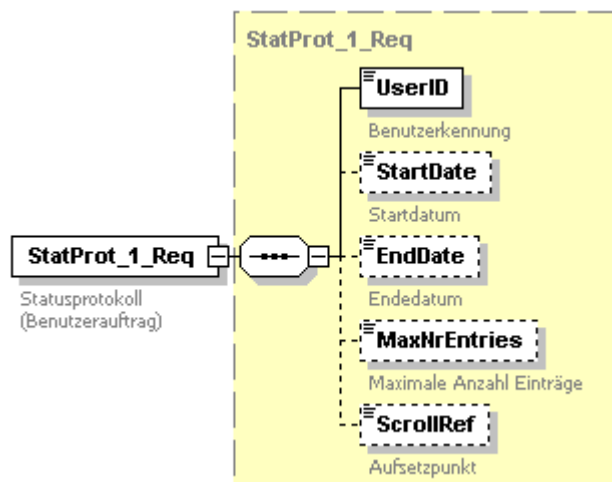 StatProt_1_Req
UserID
Benutzerkennung
StartDate
Startdatum
StatProt_1_Req
Statusprotokoll
(Benutzerauftrag)
EndDate
Endedatum
MaxNrEntries
Maximale Anzahl Einträge
ScrollRef
Aufsetzpunkt